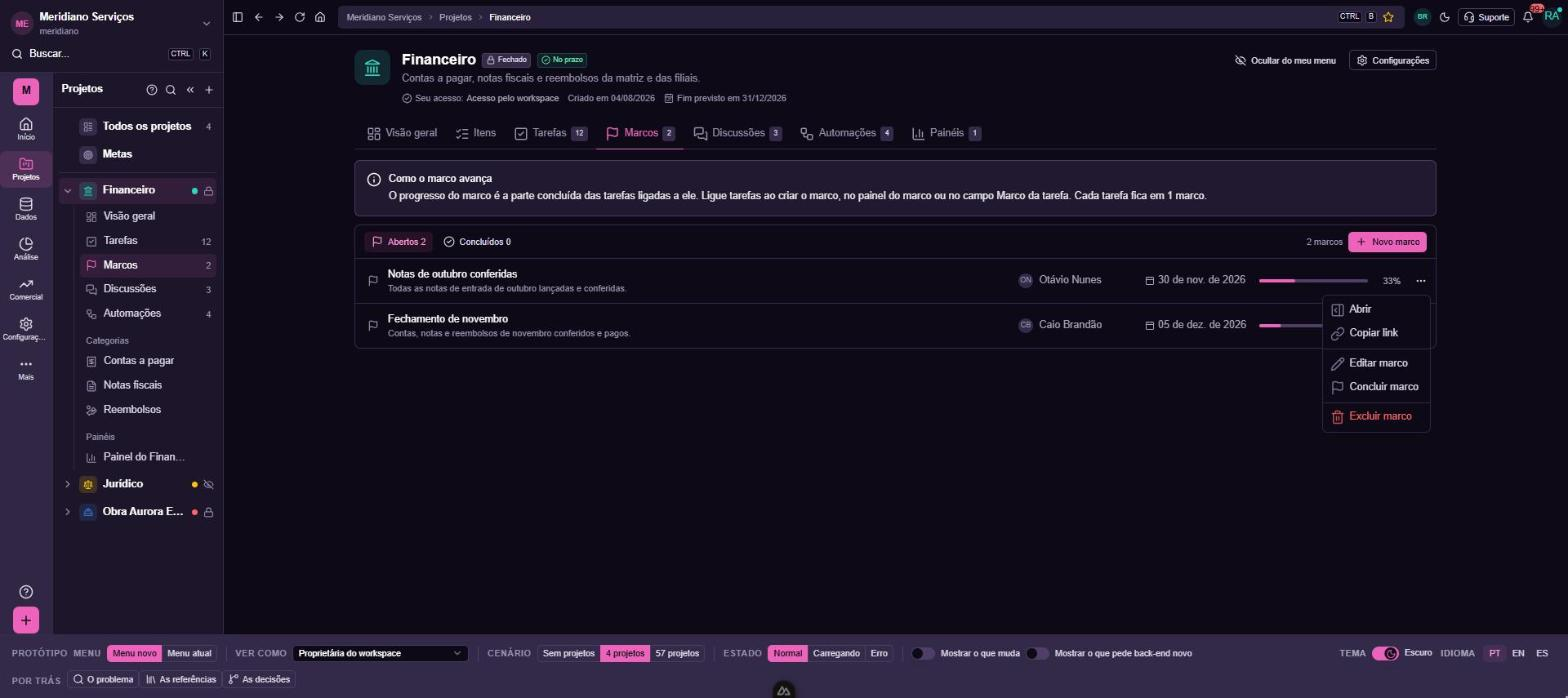 ME
Meridiano Serviços
meridiano
Buscar...
CTRL K
Meridiano Serviços > Projetos > Financeiro
CTRL B
BR
Suporte
99+
RA
M
Início
Projetos
Dados
Análise
Comercial
Configuraç...
Mais
Projetos
Todos os projetos 4
Metas
Financeiro
Visão geral
Tarefas 12
Marcos 2
Discussões 3
Automações 4
Categorias
Contas a pagar
Notas fiscais
Reembolsos
Painéis
Painel do Finan...
Jurídico
Obra Aurora E...
Financeiro
Fechado
No prazo
Contas a pagar, notas fiscais e reembolsos da matriz e das filiais.
Seu acesso: Acesso pelo workspace Criado em 04/08/2026 Fim previsto em 31/12/2026
Ocultar do meu menu
Configurações
Visão geral Itens Tarefas 12 Marcos 2 Discussões 3 Automações 4 Painéis 1
Como o marco avança
O progresso do marco é a parte concluída das tarefas ligadas a ele. Ligue tarefas ao criar o marco, no painel do marco ou no campo Marco da tarefa. Cada tarefa fica em 1 marco.
Abertos 2 Concluídos 0 2 marcos Novo marco
Notas de outubro conferidas
Todas as notas de entrada de outubro lançadas e conferidas.
ON Otávio Nunes 30 de nov. de 2026 33%
Fechamento de novembro
Contas, notas e reembolsos de novembro conferidos e pagos.
CB Caio Brandão 05 de dez. de 2026
Abrir
Copiar link
Editar marco
Concluir marco
Excluir marco
PROTÓTIPO MENU Menu novo Menu atual VER COMO Proprietária do workspace CENÁRIO Sem projetos 4 projetos 57 projetos ESTADO Normal Carregando Erro Mostrar o que muda Mostrar o que pede back-end novo TEMA Escuro IDIOMA PT EN ES
POR TRÁS O problema As referências As decisões